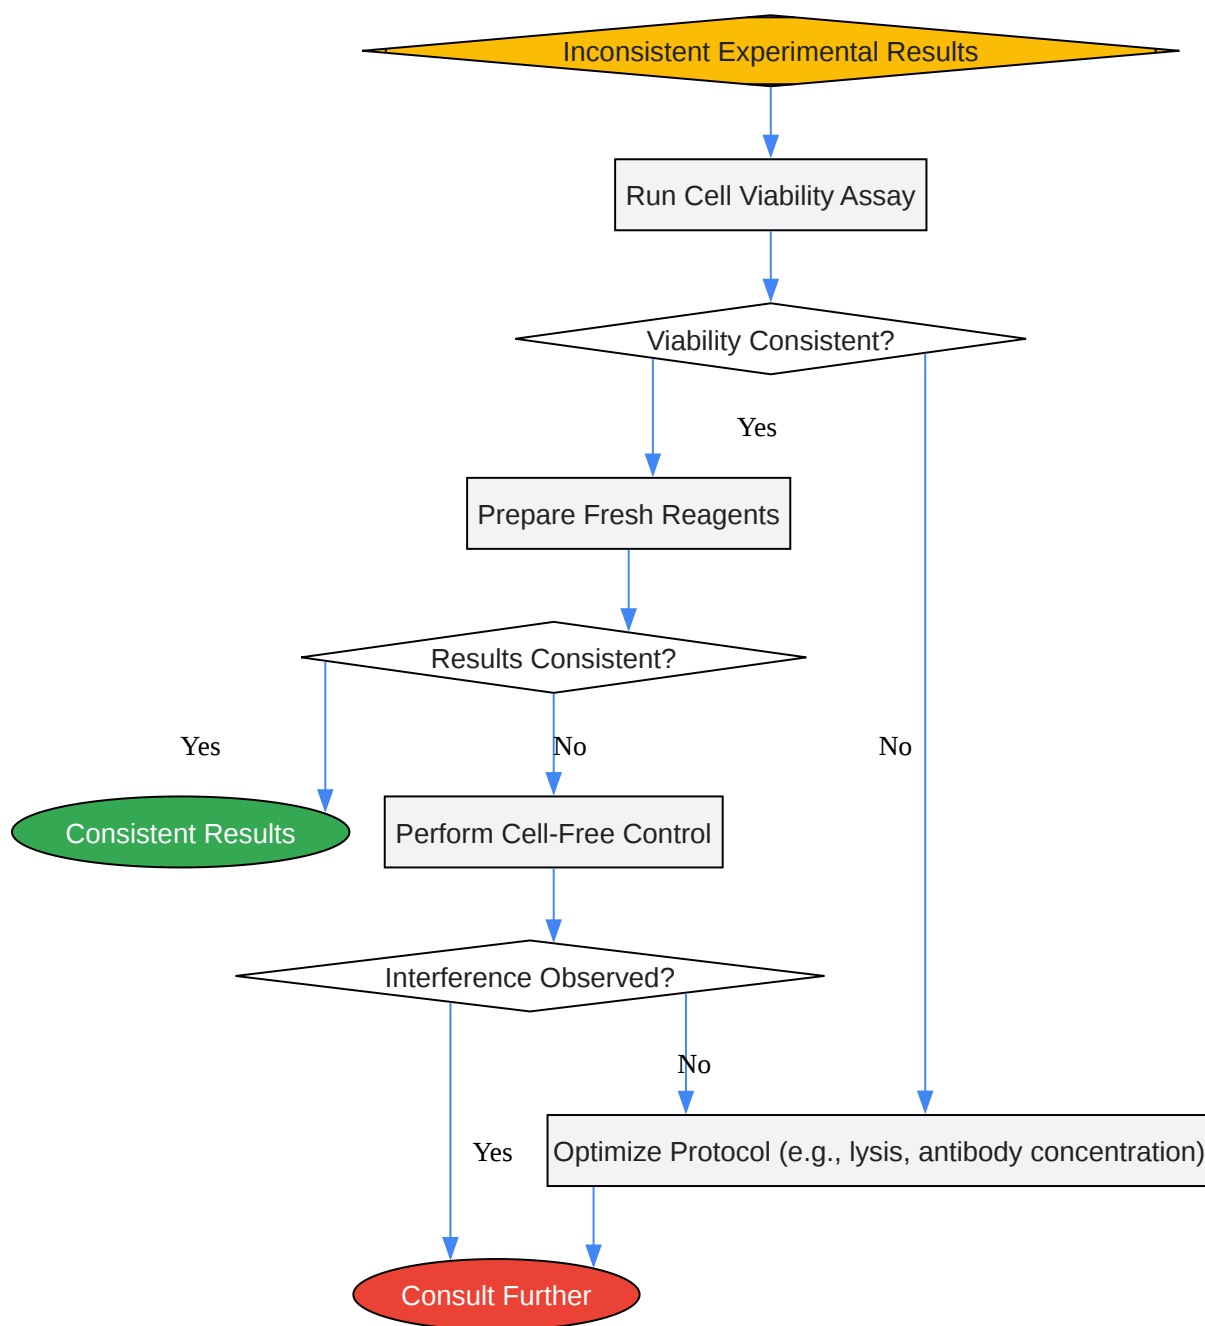 Inconsistent Experimental Results
Run Cell Viability Assay
Viability Consistent?
Yes
Prepare Fresh Reagents
Results Consistent?
Yes
No
No
Consistent Results
Perform Cell-Free Control
Interference Observed?
No
Yes
Optimize Protocol (e.g., lysis, antibody concentration)
Consult Further